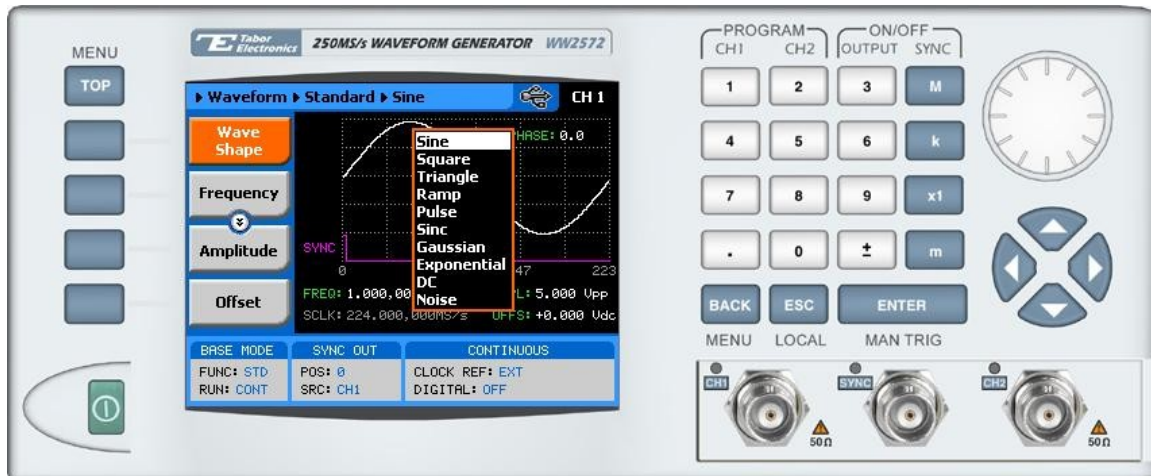 MENU
TOP
TE Tabor Electronics 250MS/s WAVEFORM GENERATOR WW2572
Waveform Standard Sine CH 1
Wave Shape
Frequency
Amplitude
Offset
PHASE: 0.0
Sine
Square
Triangle
Ramp
Pulse
Sinc
Gaussian
Exponential
DC
Noise
SYNC
0 47 223
FREQ: 1.000,00 L: 5.000 Vpp
SCLK: 224.000,000MS/s OFFS: +0.000 Vdc
BASE MODE
FUNC: STD
RUN: CONT
SYNC OUT
POS: 0
SRC: CH1
CONTINUOUS
CLOCK REF: EXT
DIGITAL: OFF
PROGRAM ON/OFF
CH1 CH2 OUTPUT SYNC
1 2 3 M
4 5 6 k
7 8 9 x1
. 0 ± m
BACK ESC ENTER
MENU LOCAL MAN TRIG
CH1 SYNC CH2
50Ω 50Ω